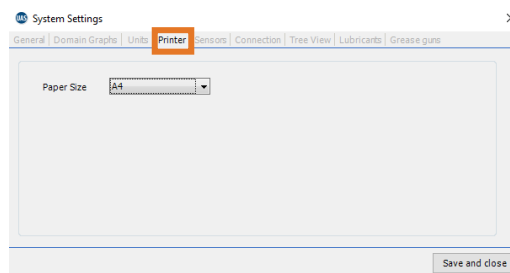 UAS System Settings
General Domain Graphs Units Printer Sensors Connection Tree View Lubricants Grease guns
Paper Size A4
Save and close